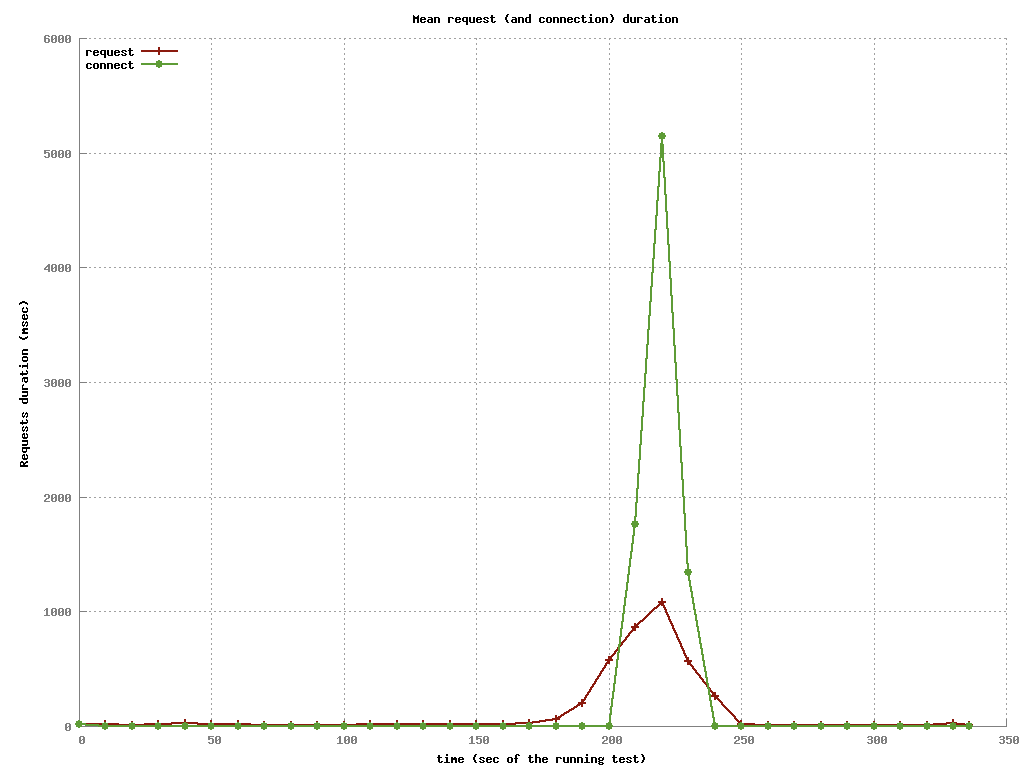 Mean request (and connection) duration
request
connect
6000
5000
4000
3000
2000
1000
0
Requests duration (msec)
0 50 100 150 200 250 300 350
time (sec of the running test)